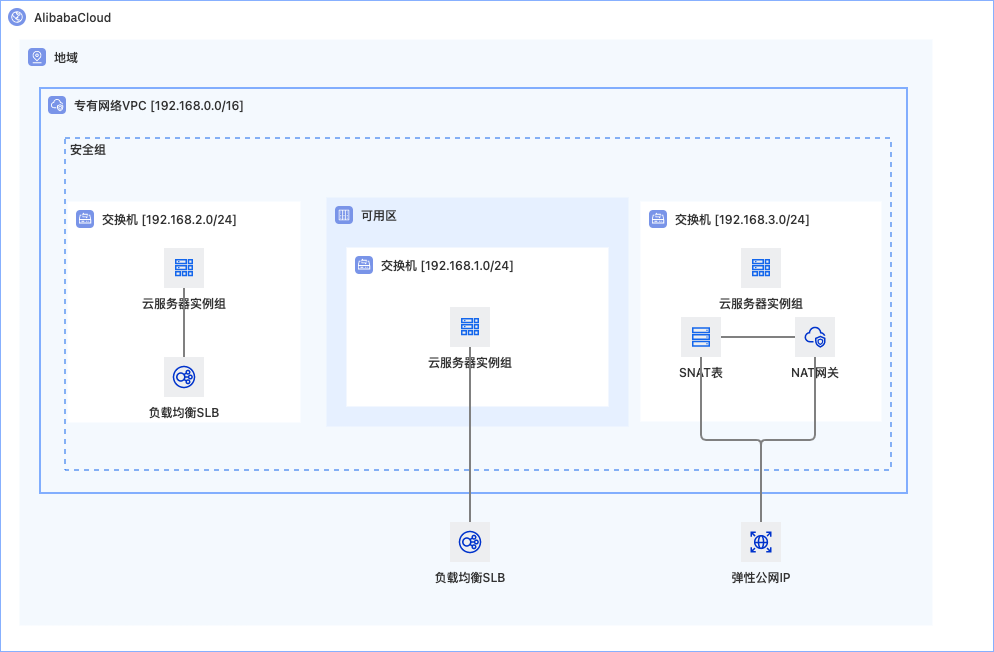 AlibabaCloud
地域
专有网络VPC [192.168.0.0/16]
安全组
交换机 [192.168.2.0/24]
云服务器实例组
负载均衡SLB
可用区
交换机 [192.168.1.0/24]
云服务器实例组
交换机 [192.168.3.0/24]
云服务器实例组
SNAT表
NAT网关
负载均衡SLB
弹性公网IP